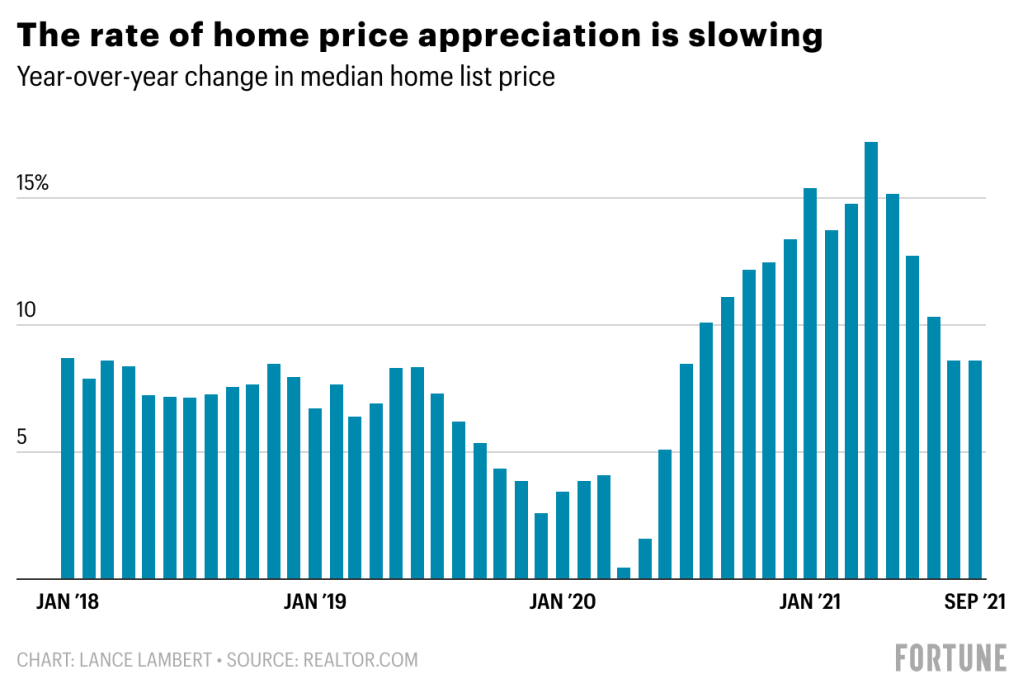 The rate of home price appreciation is slowing
Year-over-year change in median home list price
15%
10
5
JAN ’18 JAN ’19 JAN ’20 JAN ’21 SEP ’21
CHART: LANCE LAMBERT • SOURCE: REALTOR.COM
FORTUNE